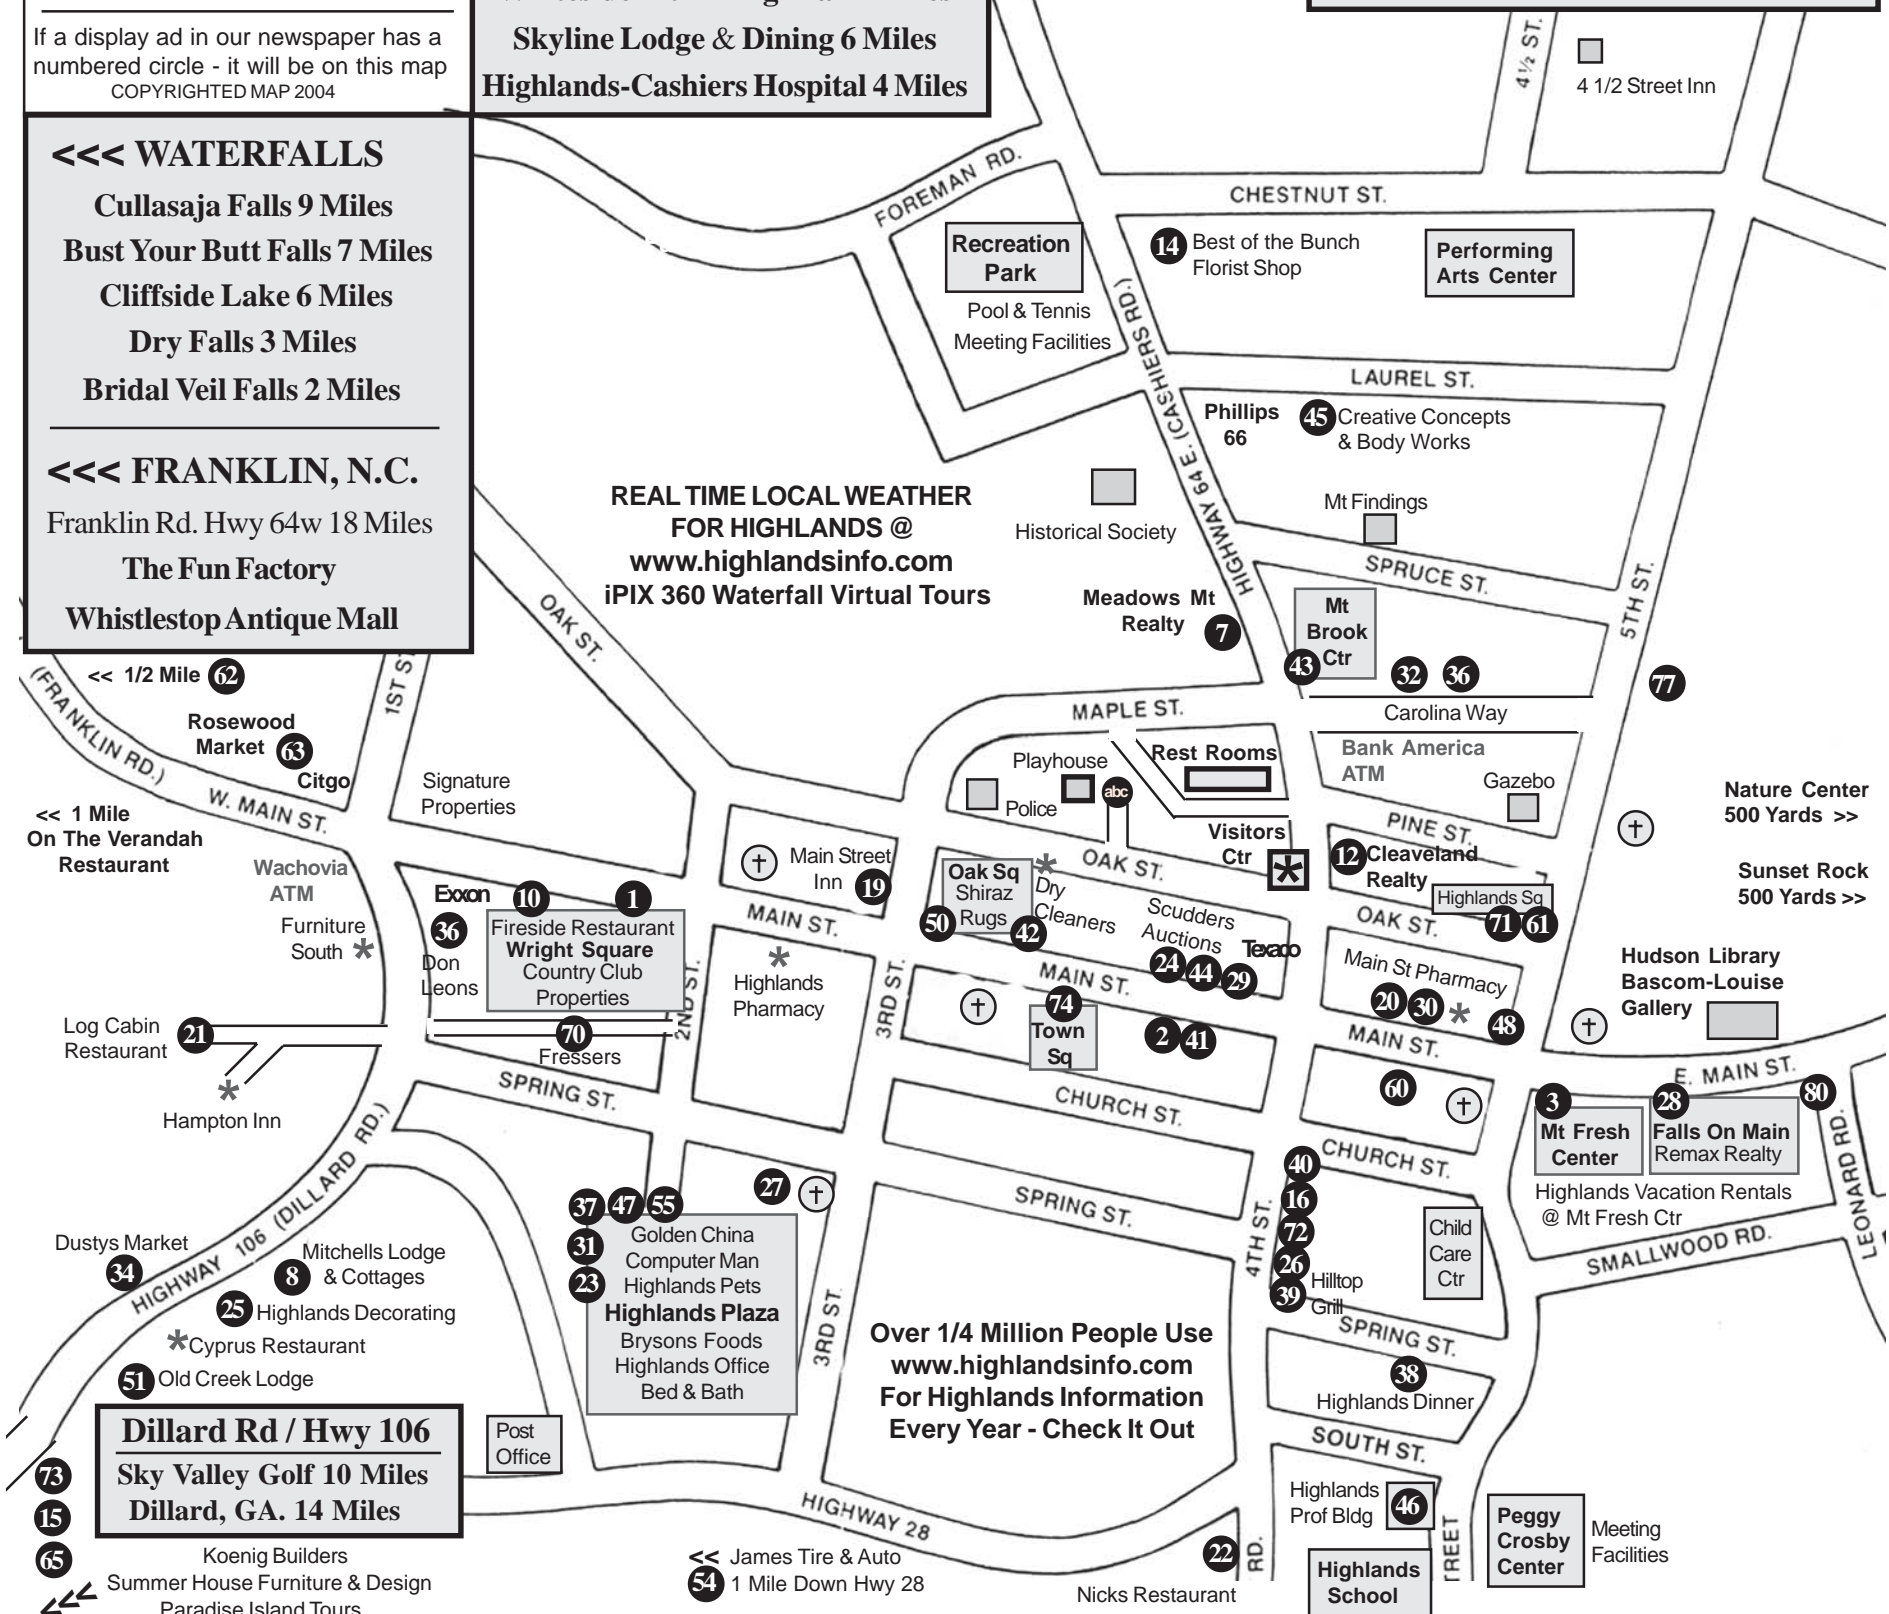 If a display ad in our newspaper has a
numbered circle - it will be on this map
COPYRIGHTED MAP 2004
Skyline Lodge & Dining 6 Miles
Highlands-Cashiers Hospital 4 Miles
<<< WATERFALLS
Cullasaja Falls 9 Miles
Bust Your Butt Falls 7 Miles
Cliffside Lake 6 Miles
Dry Falls 3 Miles
Bridal Veil Falls 2 Miles
<<< FRANKLIN, N.C.
Franklin Rd. Hwy 64w 18 Miles
The Fun Factory
Whistlestop Antique Mall
4½ ST.
4 1/2 Street Inn
FOREMAN RD.
CHESTNUT ST.
Recreation
Park
Pool & Tennis
Meeting Facilities
14 Best of the Bunch
Florist Shop
Performing
Arts Center
HIGHWAY 64 E. (CASHIERS RD.)
LAUREL ST.
Phillips
66
45 Creative Concepts
& Body Works
REAL TIME LOCAL WEATHER
FOR HIGHLANDS @
www.highlandsinfo.com
iPIX 360 Waterfall Virtual Tours
Historical Society
Mt Findings
SPRUCE ST.
5TH ST.
OAK ST.
Meadows Mt
Realty 7
Mt
Brook
Ctr
43
32
36
77
Carolina Way
<< 1/2 Mile 62
1ST ST
(FRANKLIN RD.)
Rosewood
Market 63
Citgo
W. MAIN ST.
Signature
Properties
MAPLE ST.
Rest Rooms
Playhouse
abc
Police
Bank America
ATM
Gazebo
Nature Center
500 Yards >>
<< 1 Mile
On The Verandah
Restaurant
PINE ST.
Visitors
Ctr
*
12 Cleaveland
Realty
Sunset Rock
500 Yards >>
Wachovia
ATM
Main Street
Inn 19
Oak Sq
Shiraz
Rugs
50
42
*
Dry
Cleaners
OAK ST.
Highlands Sq
71
61
OAK ST.
Exxon
10
1
36
Don
Leons
Fireside Restaurant
Wright Square
Country Club
Properties
Furniture
South *
MAIN ST.
*
Highlands
Pharmacy
2ND ST.
3RD ST.
Scudders
Auctions
24
44
29
Texaco
MAIN ST.
Main St Pharmacy
20
30
*
48
Hudson Library
Bascom-Louise
Gallery
Log Cabin
Restaurant
21
70
Fressers
74
Town
Sq
2
41
MAIN ST.
E. MAIN ST.
*
Hampton Inn
SPRING ST.
CHURCH ST.
60
3
Mt Fresh
Center
28
Falls On Main
Remax Realty
80
LEONARD RD.
HIGHWAY 106 (DILLARD RD.)
CHURCH ST.
40
16
72
26
39
Hilltop
Grill
4TH ST.
Child
Care
Ctr
Highlands Vacation Rentals
@ Mt Fresh Ctr
SMALLWOOD RD.
27
37
47
55
31
23
Golden China
Computer Man
Highlands Pets
Highlands Plaza
Brysons Foods
Highlands Office
Bed & Bath
SPRING ST.
3RD ST.
Dustys Market
34
Mitchells Lodge
8 & Cottages
25 Highlands Decorating
*Cyprus Restaurant
51 Old Creek Lodge
Over 1/4 Million People Use
www.highlandsinfo.com
For Highlands Information
Every Year - Check It Out
SPRING ST.
38
Highlands Dinner
SOUTH ST.
Post
Office
Dillard Rd / Hwy 106
Sky Valley Golf 10 Miles
Dillard, GA. 14 Miles
73
15
65
Koenig Builders
Summer House Furniture & Design
Paradise Island Tours
<<<
HIGHWAY 28
<< James Tire & Auto
54 1 Mile Down Hwy 28
22
Nicks Restaurant
RD.
Highlands
Prof Bldg
46
Highlands
School
TREET
Peggy
Crosby
Center
Meeting
Facilities